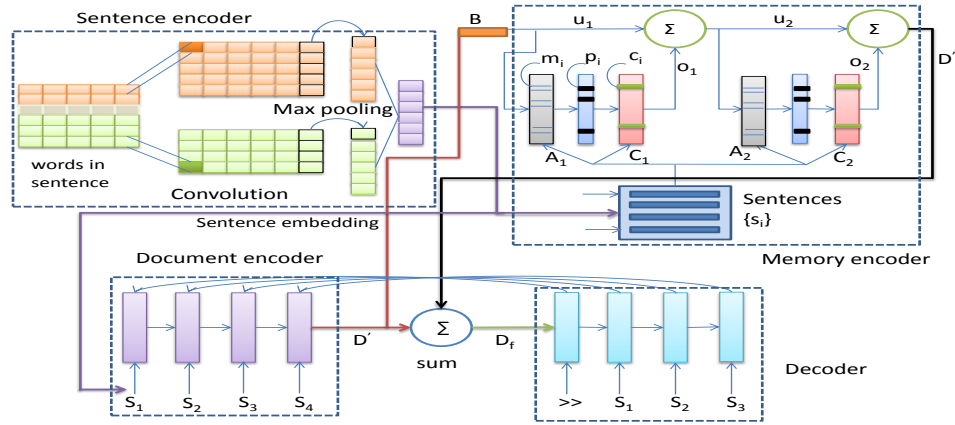 Sentence encoder
Max pooling
words in
sentence
Convolution
B
u1
Σ
u2
Σ
D′
mi
pi
ci
o1
o2
A1
C1
A2
C2
Sentences
{si}
Memory encoder
Sentence embedding
Document encoder
D′
Σ
sum
Df
Decoder
S1
S2
S3
S4
>>
S1
S2
S3